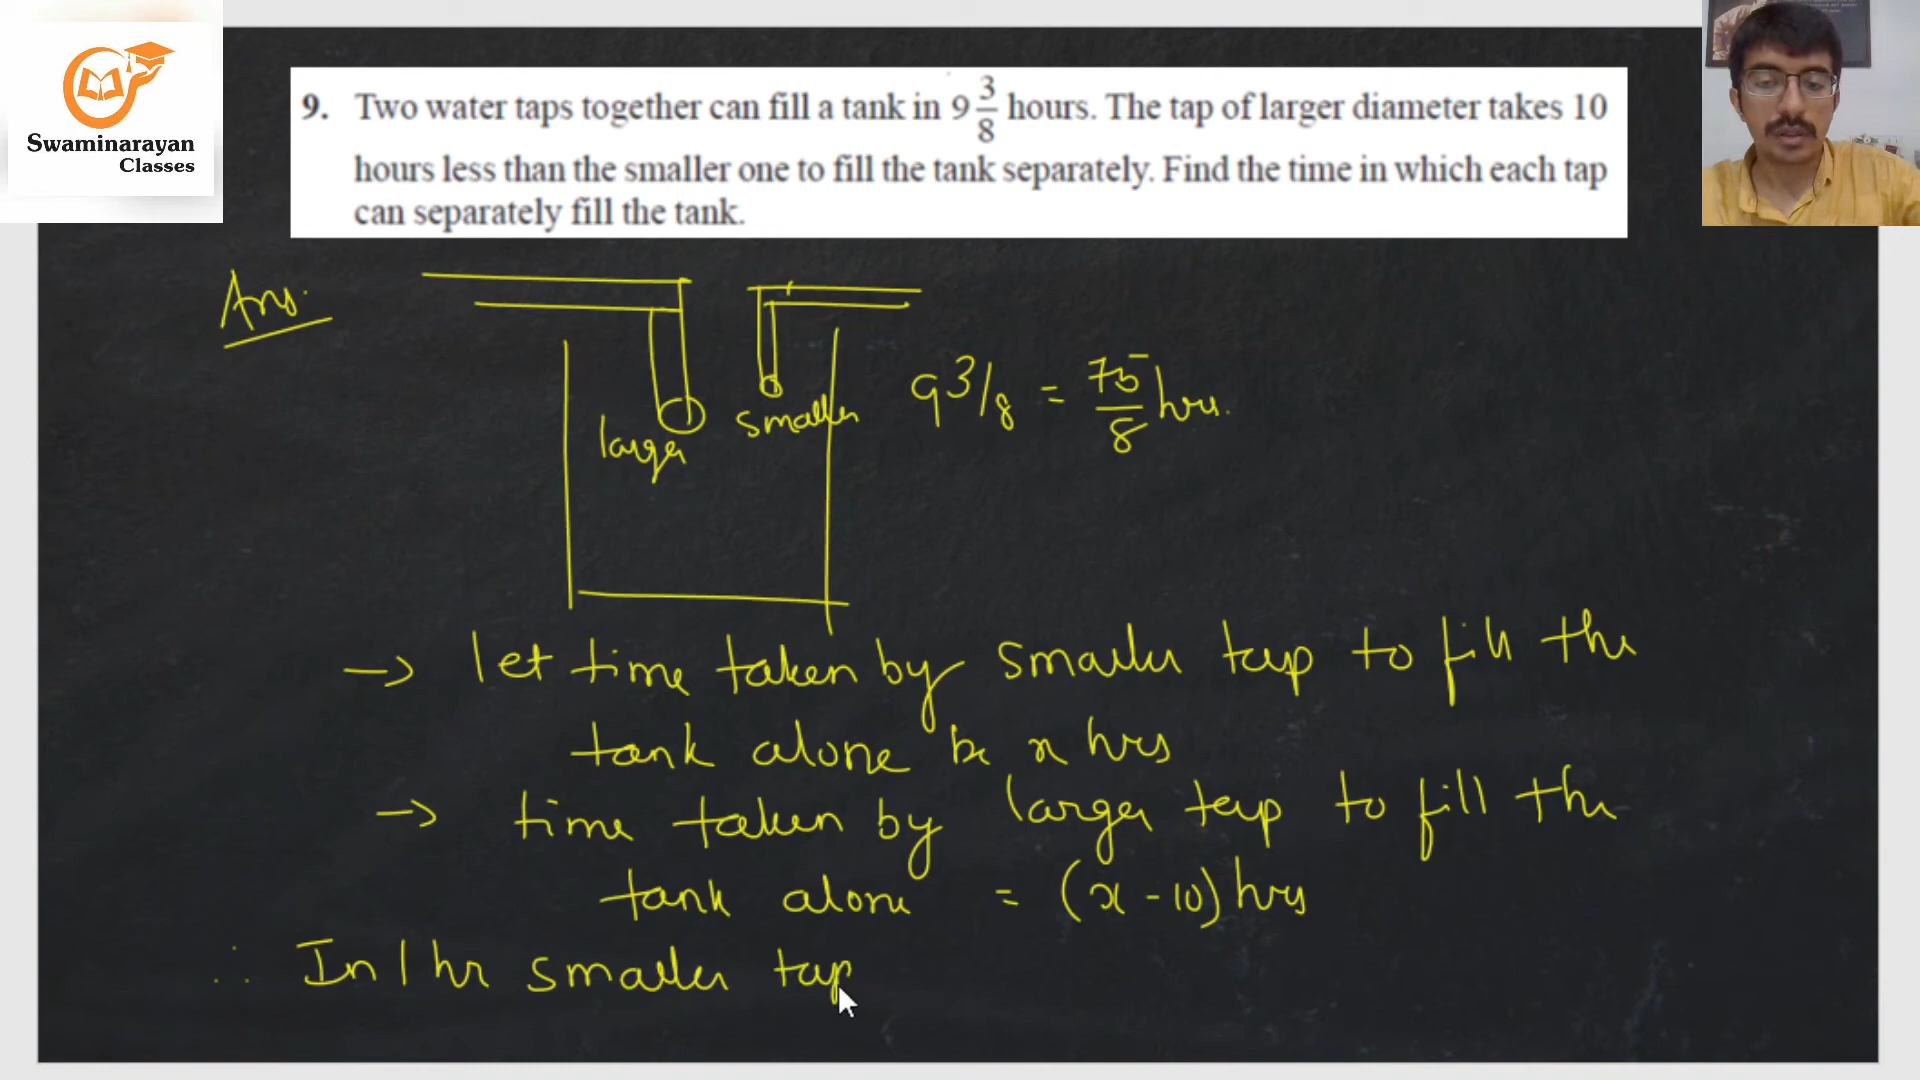 Swaminarayan
Classes
9. Two water taps together can fill a tank in 9 3/8 hours. The tap of larger diameter takes 10
hours less than the smaller one to fill the tank separately. Find the time in which each tap
can separately fill the tank.
Ans.
larger smaller 9 3/8 = 75/8 hrs.
→ let time taken by smaller tap to fill the
tank alone be x hrs
→ time taken by larger tap to fill the
tank alone = (x - 10) hrs
∴ In 1 hr smaller tap